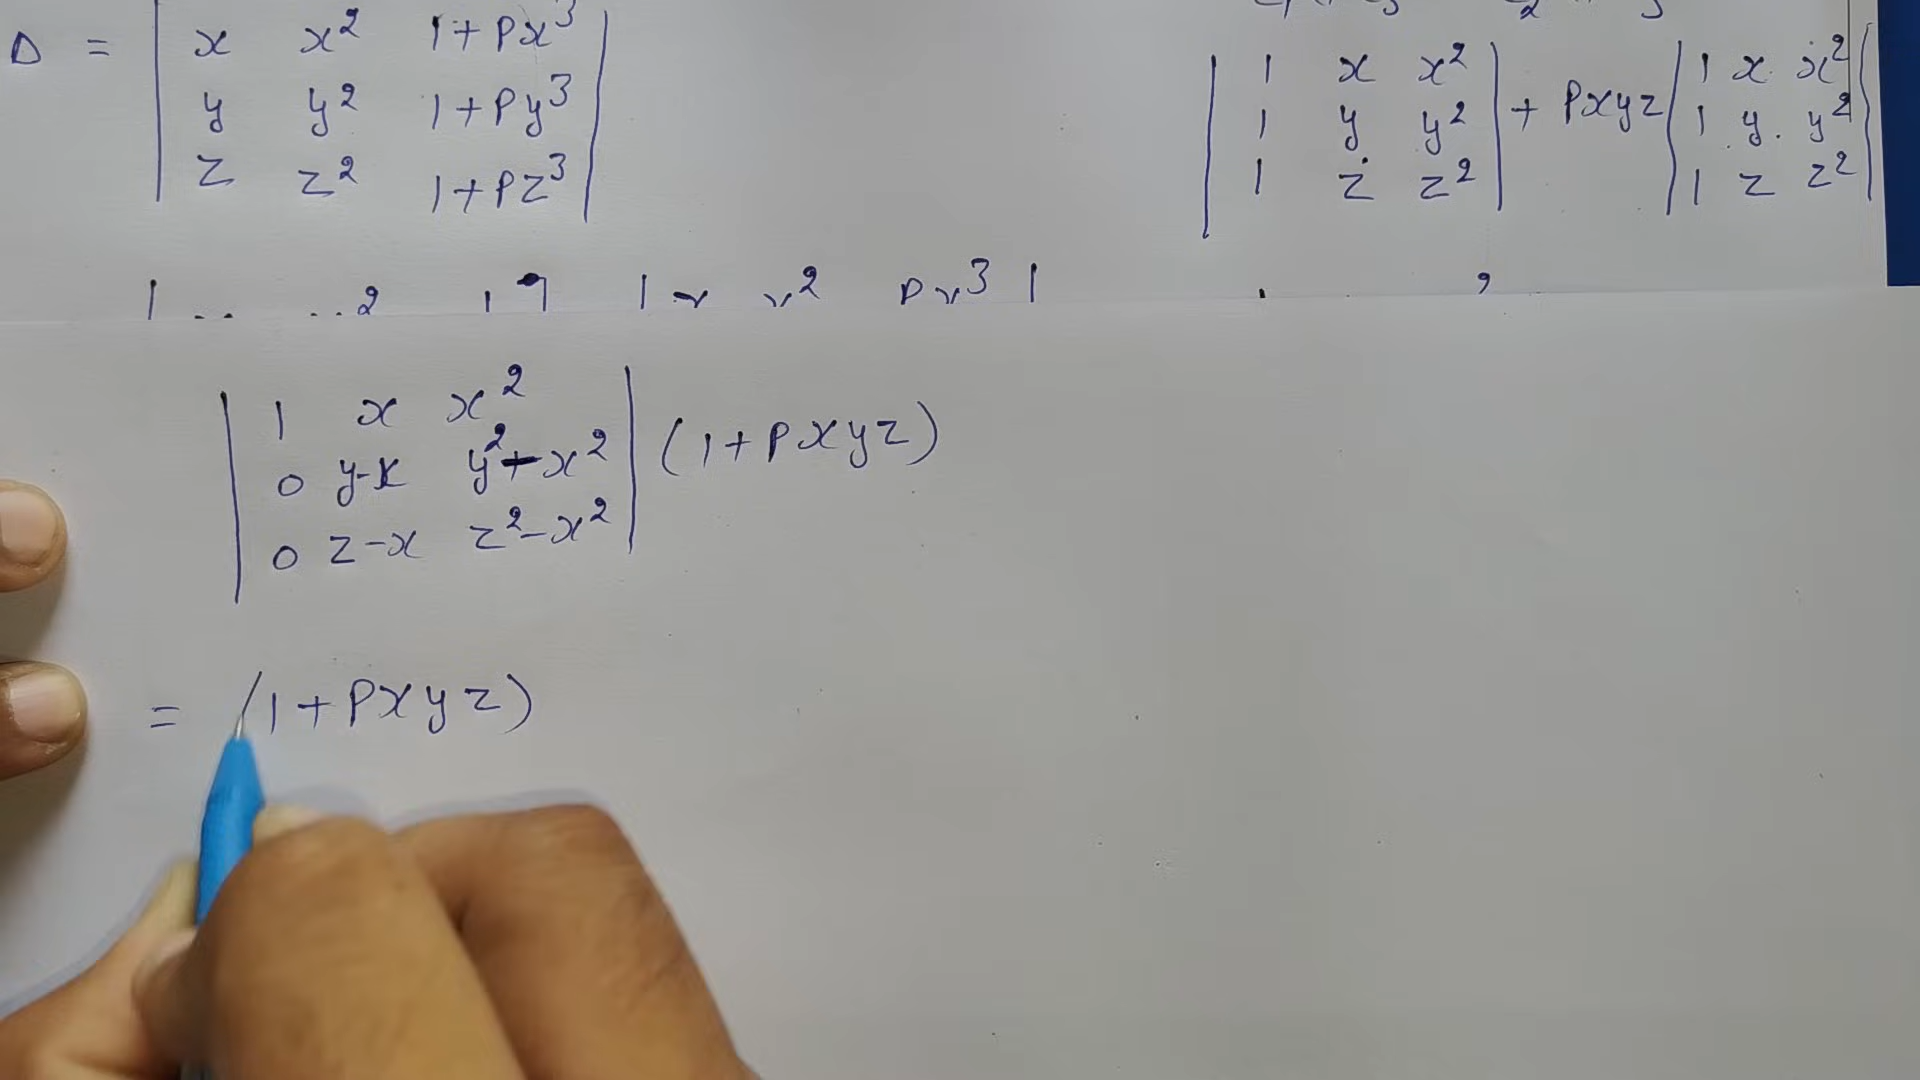 Δ = | x x² 1+Px³ |
| y y² 1+Py³ |
| z z² 1+Pz³ |
| 1 x x² | + Pxyz | 1 x x² |
| 1 y y² | | 1 y y² |
| 1 z z² | | 1 z z² |
| 1 x x² |
| 0 y-x y²-x² | (1+Pxyz)
| 0 z-x z²-x² |
= (1+Pxyz)